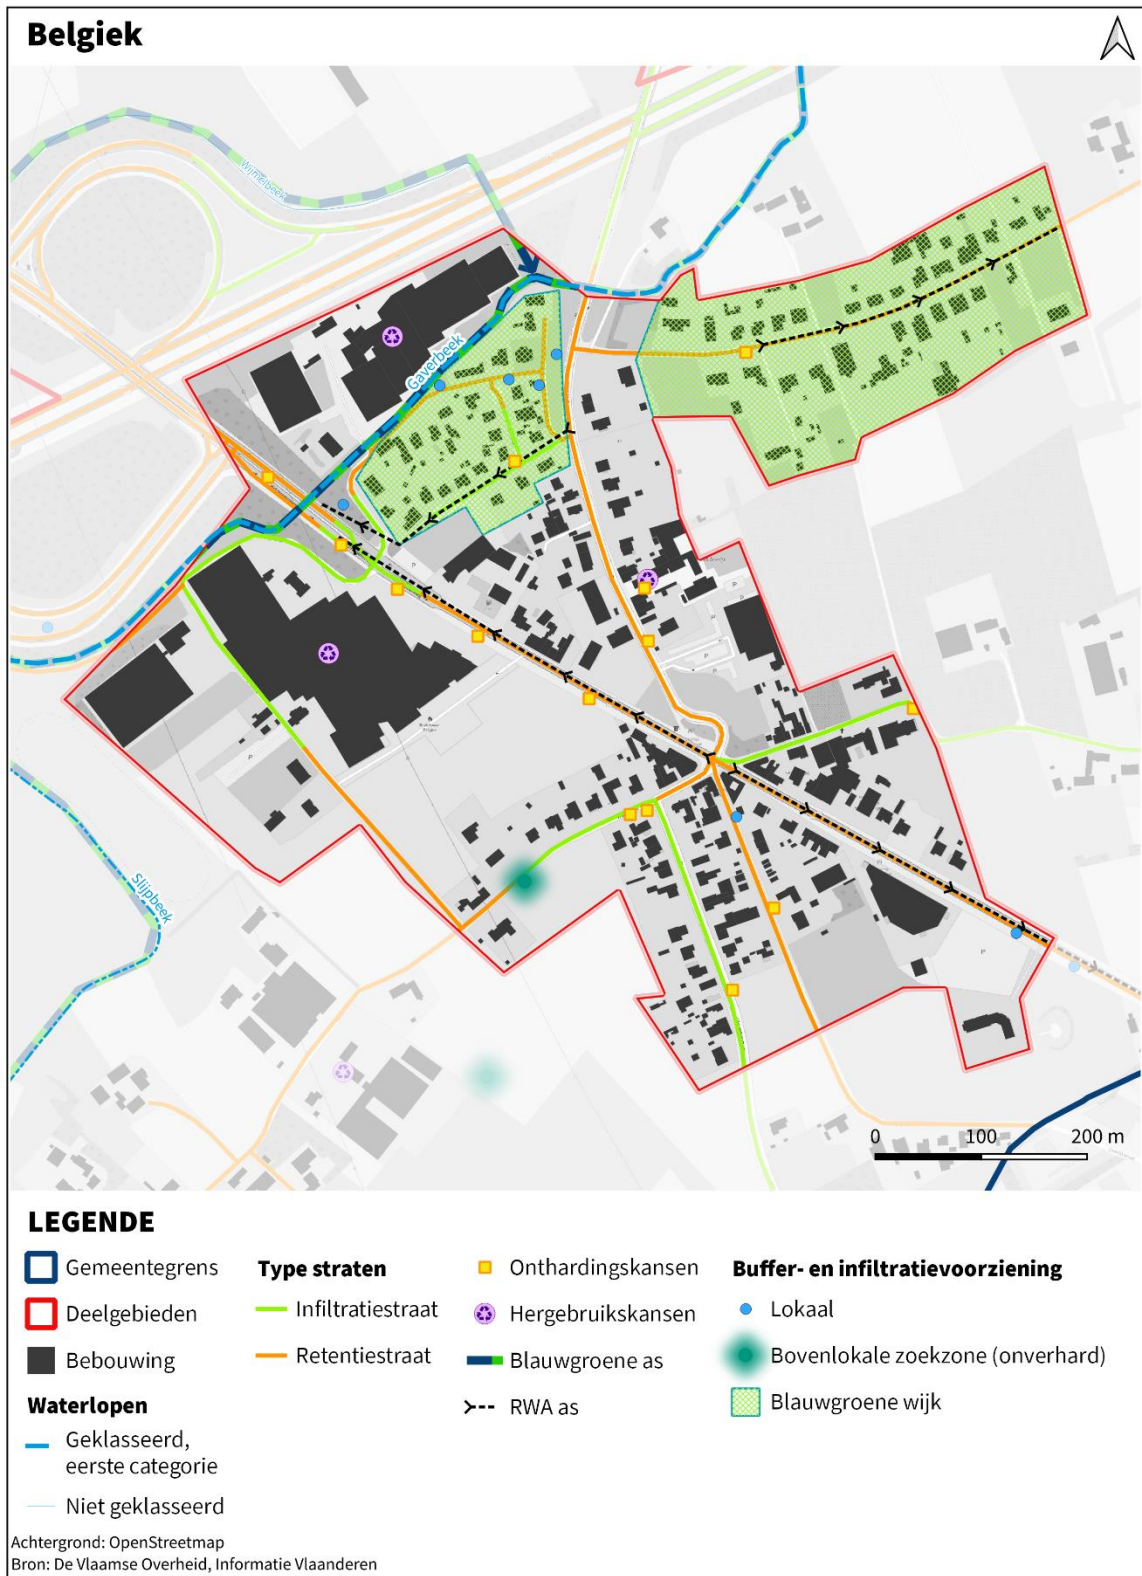 Belgiek
Wijmelbeek
Gaverbeek
Slijpbeek
0 100 200 m
LEGENDE
Gemeentegrens
Deelgebieden
Bebouwing
Waterlopen
Geklasseerd,
eerste categorie
Niet geklasseerd
Type straten
Infiltratiestraat
Retentiestraat
Onthardingskansen
Hergebruikskansen
Blauwgroene as
RWA as
Buffer- en infiltratievoorziening
Lokaal
Bovenlokale zoekzone (onverhard)
Blauwgroene wijk
Achtergrond: OpenStreetmap
Bron: De Vlaamse Overheid, Informatie Vlaanderen